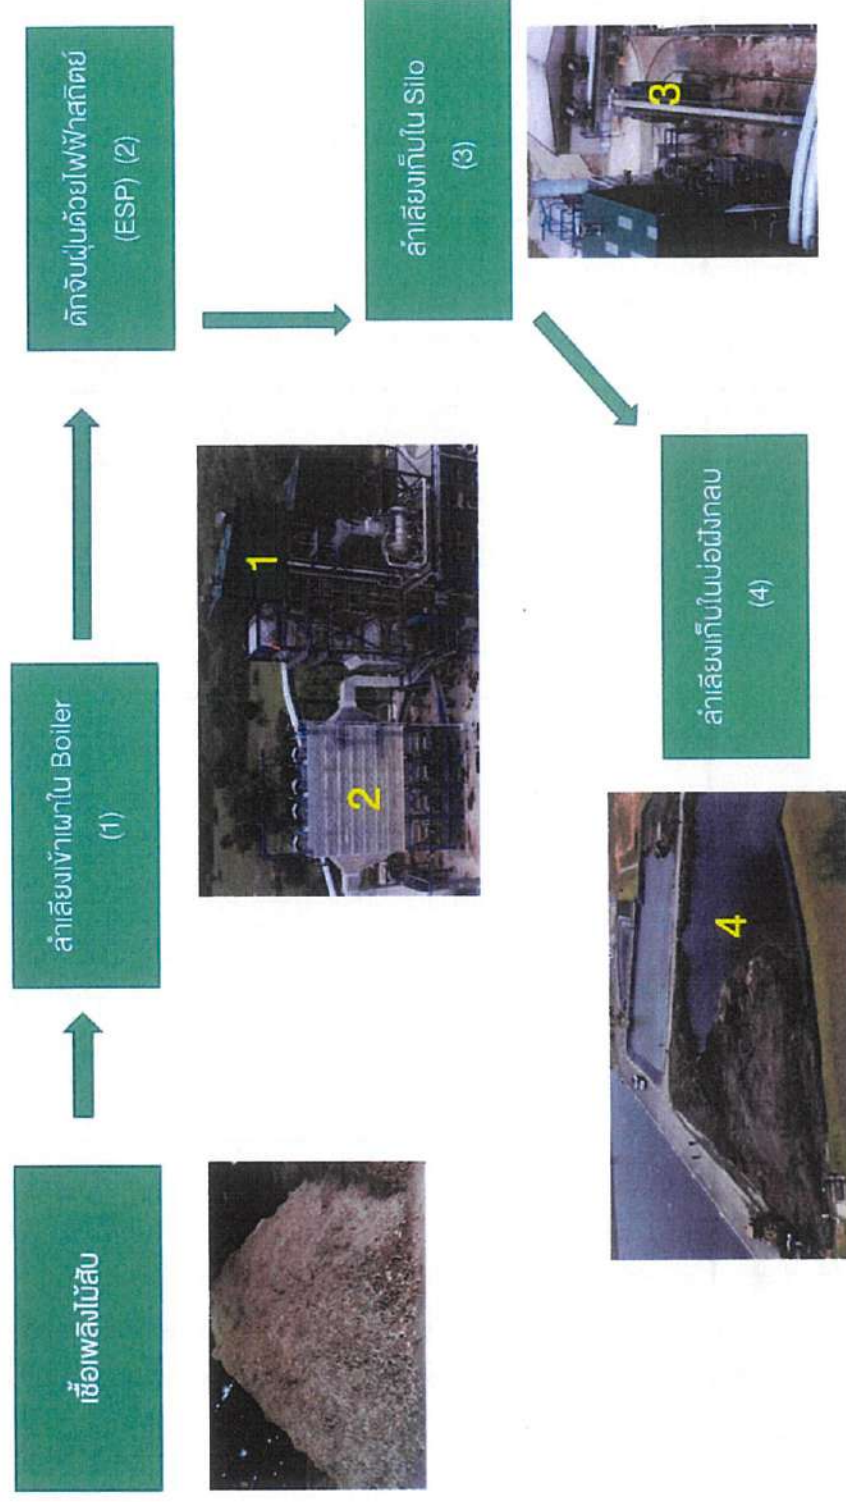 เชื้อเพลิงไม้สับ
ลำเลียงเข้าเผาใน Boiler
(1)
ดักจับฝุ่นด้วยไฟฟ้าสถิตย์
(ESP) (2)
ลำเลียงเก็บใน Silo
(3)
ลำเลียงเก็บในบ่อฝังกลบ
(4)
1
2
3
4